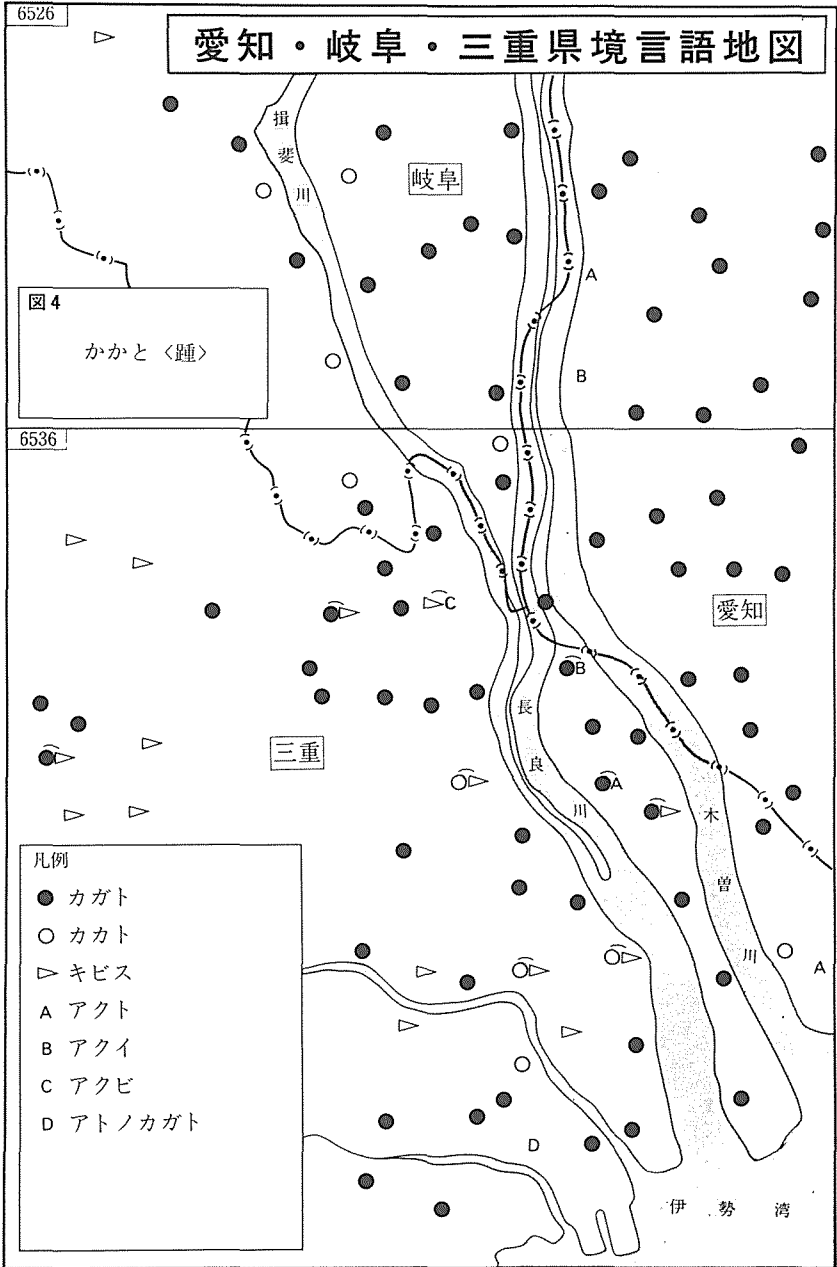 6526
愛知・岐阜・三重県境言語地図
揖斐川
岐阜
A
図4
かかと〈踵〉
B
6536
C
愛知
B
長良川
三重
A
木曽川
凡例
● カガト
○ カカト
▷ キビス
A アクト
B アクイ
C アクビ
D アトノカガト
A
D
伊勢湾